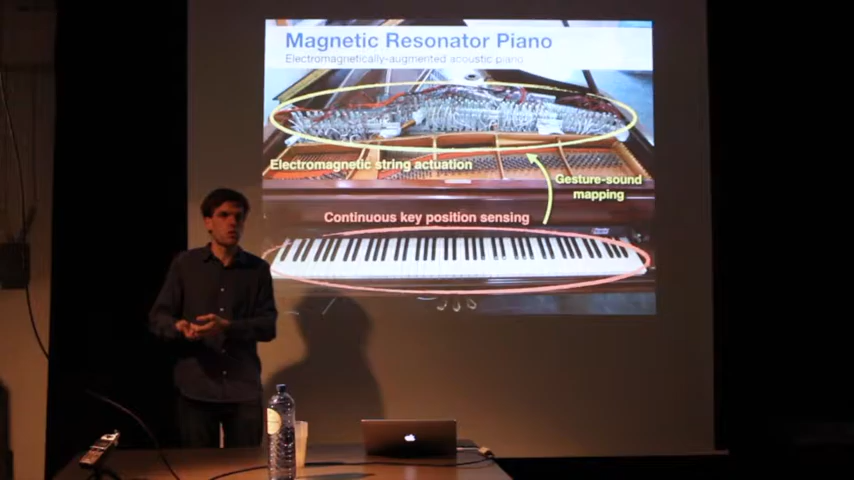 Magnetic Resonator Piano
Electromagnetically-augmented acoustic piano
Electromagnetic string actuation
Gesture-sound
mapping
Continuous key position sensing